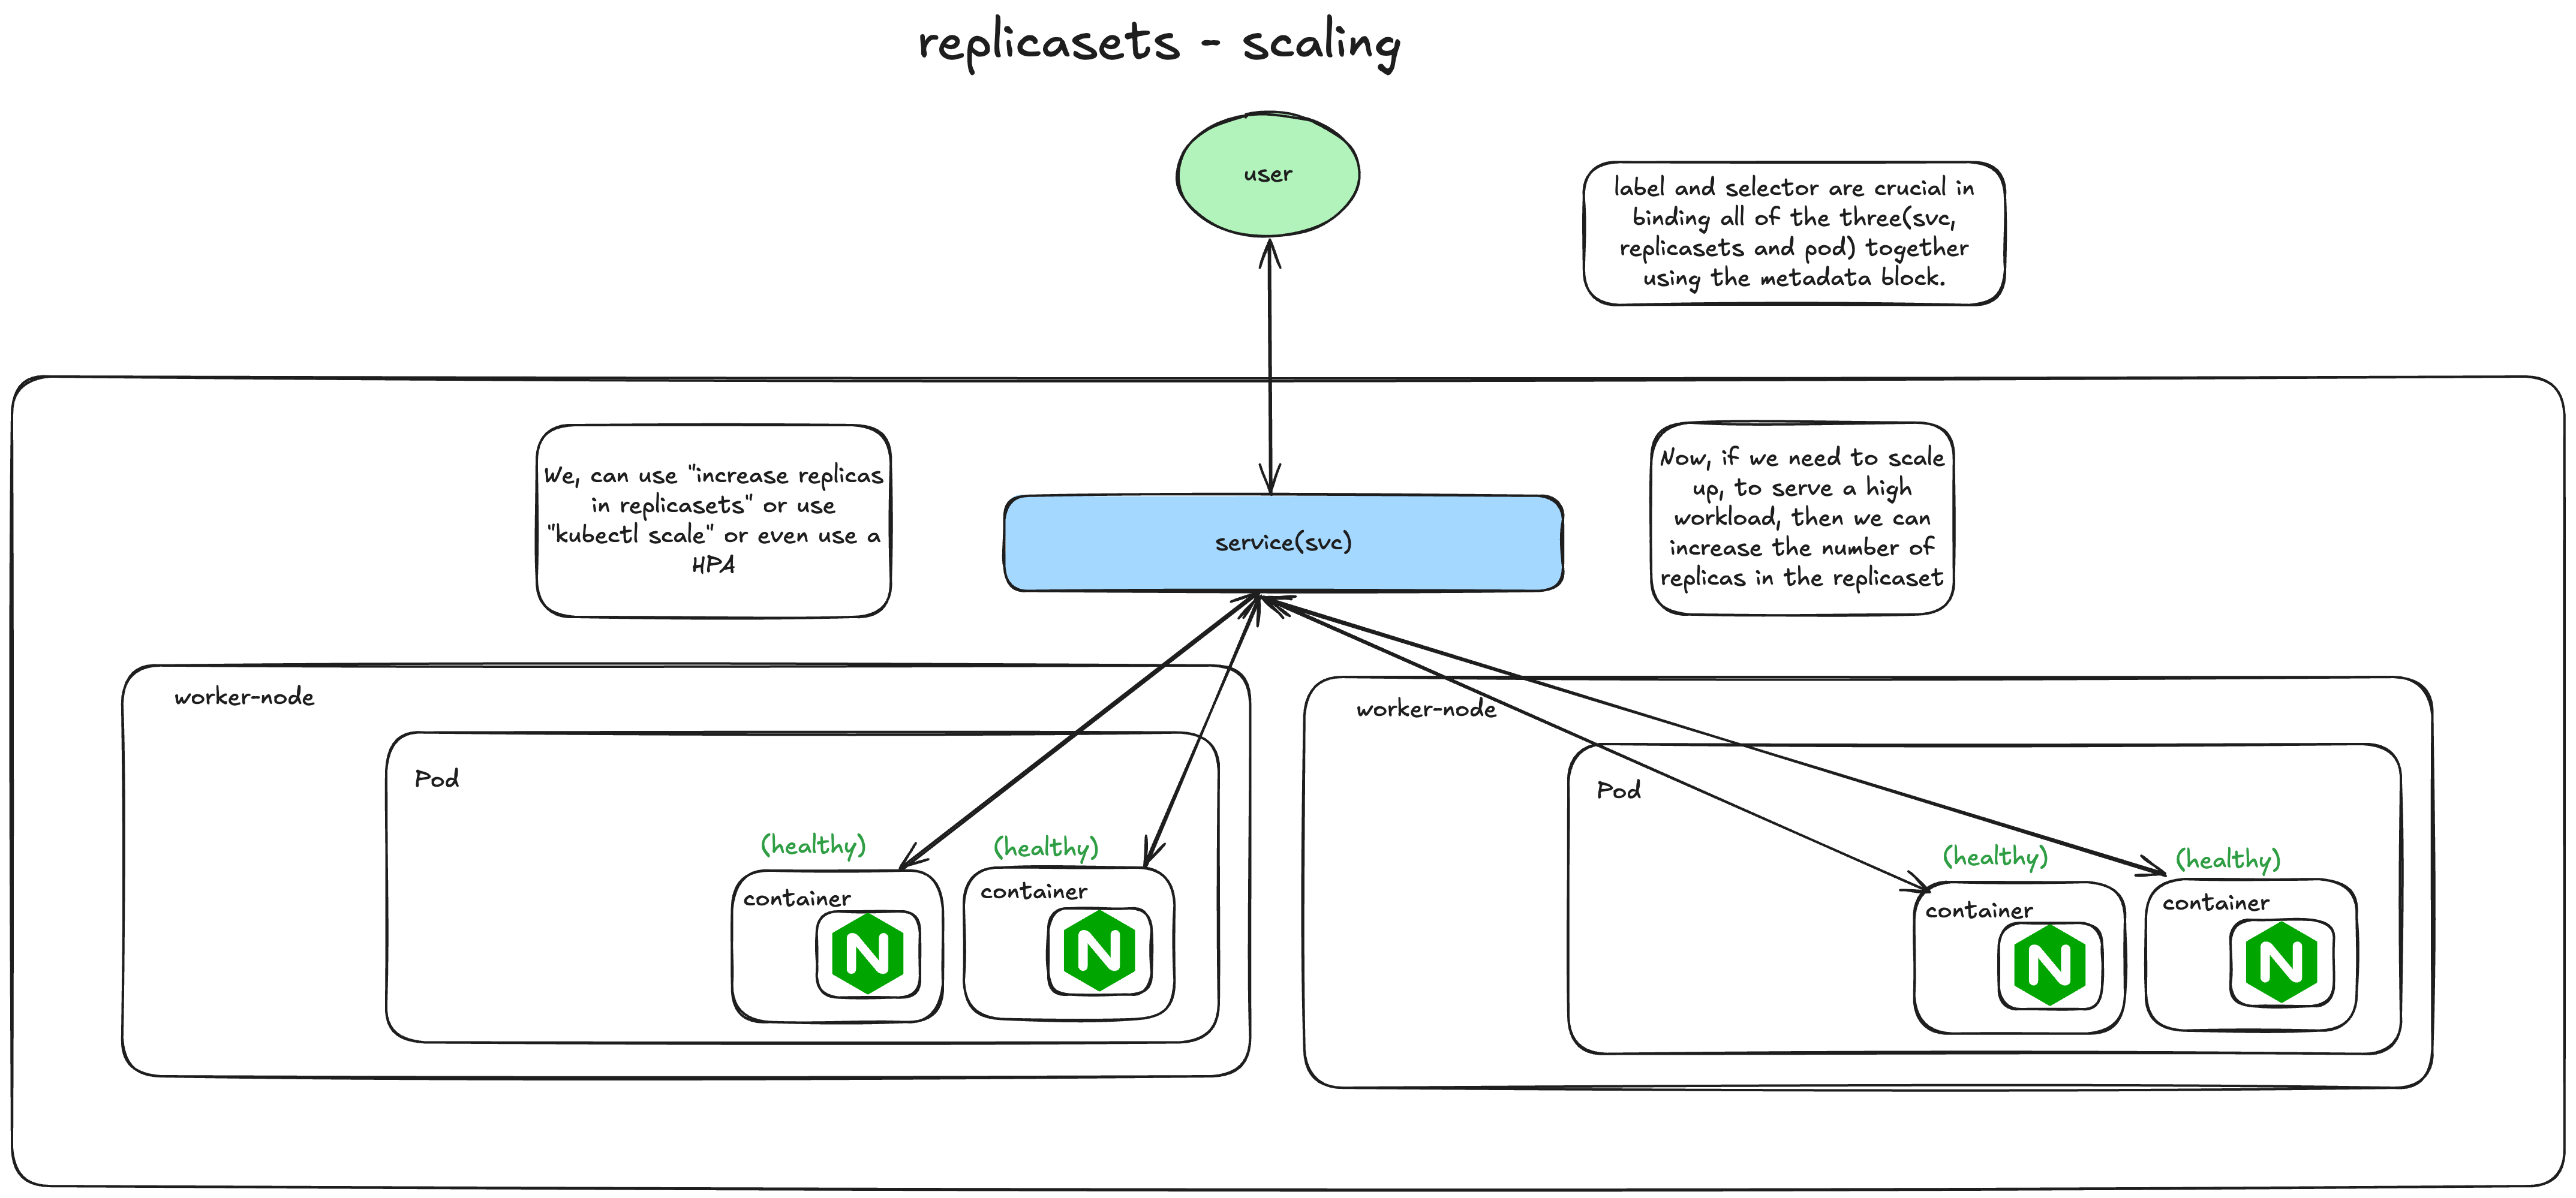 replicasets - scaling
user
label and selector are crucial in
binding all of the three(svc,
replicasets and pod) together
using the metadata block.
We, can use "increase replicas
in replicasets" or use
"kubectl scale" or even use a
HPA
service(svc)
Now, if we need to scale
up, to serve a high
workload, then we can
increase the number of
replicas in the replicaset
worker-node
Pod
(healthy)
(healthy)
container
container
N
N
worker-node
Pod
(healthy)
(healthy)
container
container
N
N